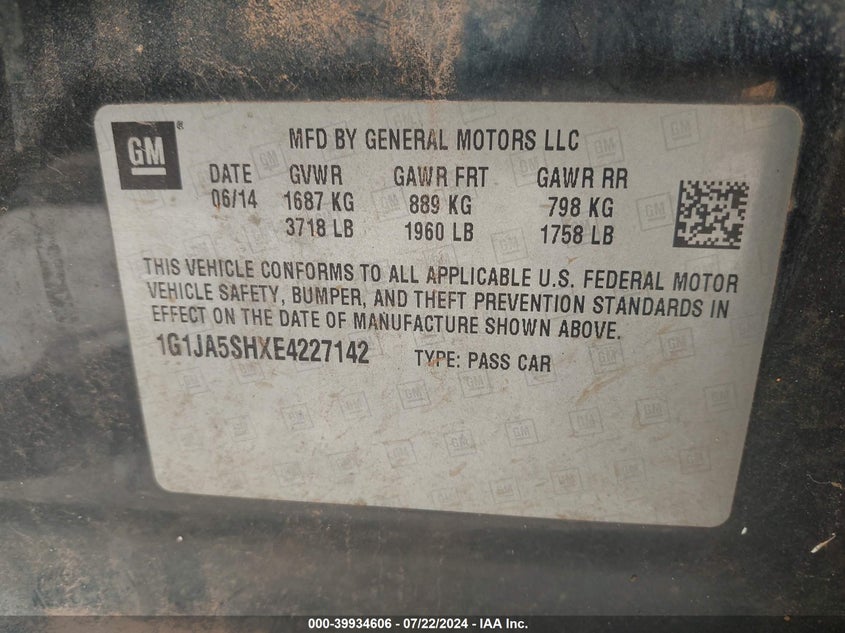 GM®
MFD BY GENERAL MOTORS LLC
DATE GVWR GAWR FRT GAWR RR
06/14 1687 KG 889 KG 798 KG
3718 LB 1960 LB 1758 LB
THIS VEHICLE CONFORMS TO ALL APPLICABLE U.S. FEDERAL MOTOR
VEHICLE SAFETY, BUMPER, AND THEFT PREVENTION STANDARDS IN
EFFECT ON THE DATE OF MANUFACTURE SHOWN ABOVE.
1G1JA5SHXE4227142 TYPE: PASS CAR
000-39934606 - 07/22/2024 - IAA Inc.